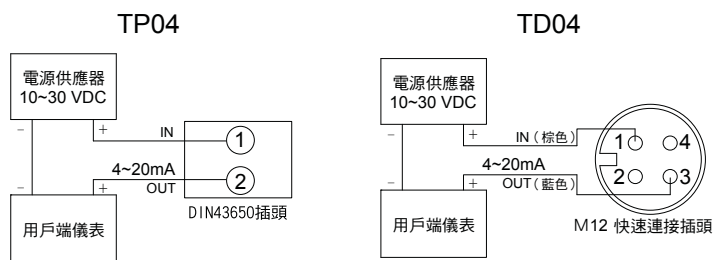 TP04
電源供應器
10~30 VDC
-
+
IN
1
4~20mA
OUT
2
-
+
用戶端儀表
DIN43650插頭
TD04
電源供應器
10~30 VDC
-
+
IN(棕色)
1
4
4~20mA
OUT(藍色)
2
3
-
+
用戶端儀表
M12 快速連接插頭